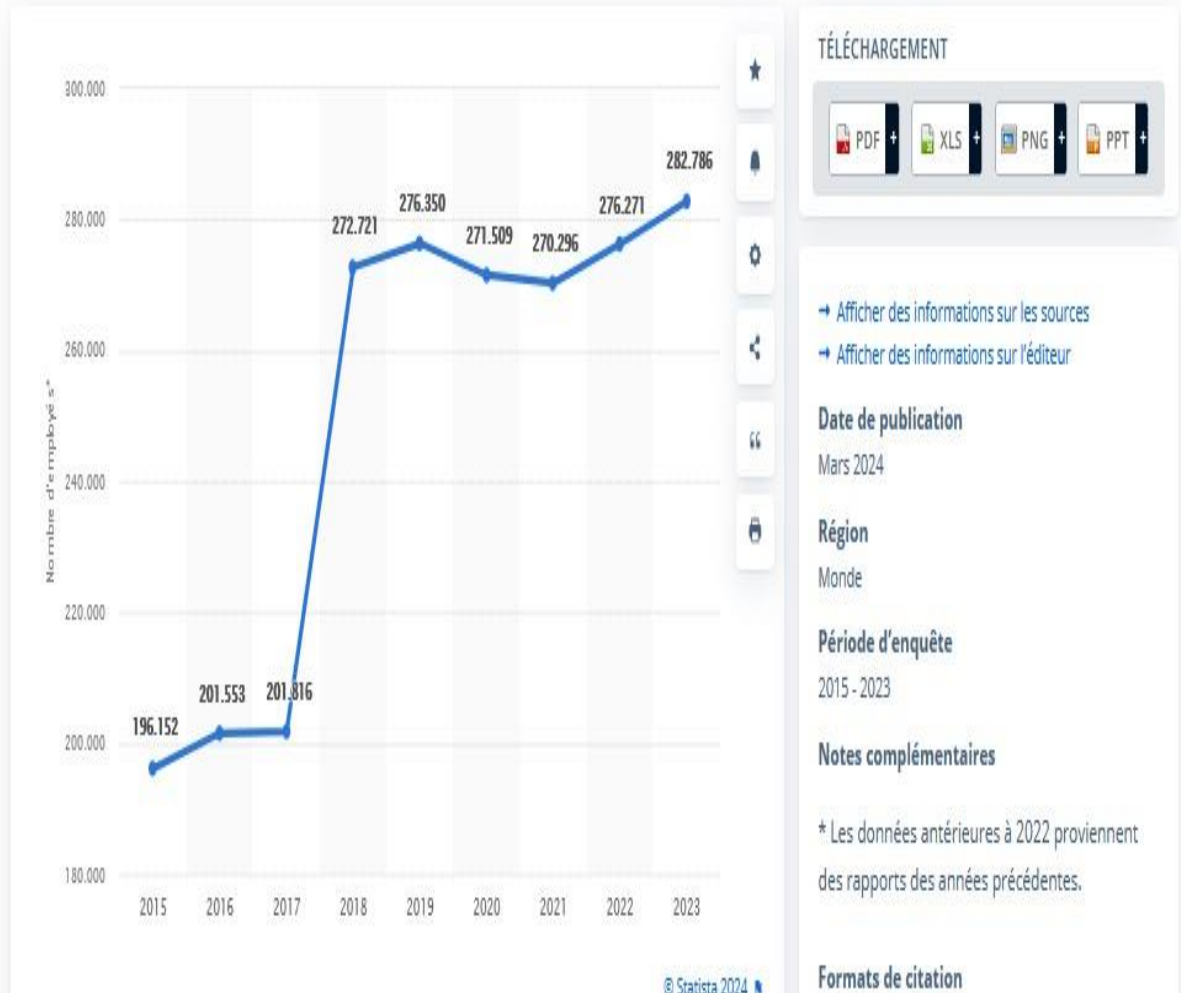 300.000
280.000
260.000
240.000
220.000
200.000
180.000
Nombre d'employés*
196.152
201.553
201.816
272.721
276.350
271.509
270.296
276.271
282.786
2015 2016 2017 2018 2019 2020 2021 2022 2023
© Statista 2024
TÉLÉCHARGEMENT
PDF + XLS + PNG + PPT +
→ Afficher des informations sur les sources
→ Afficher des informations sur l'éditeur
Date de publication
Mars 2024
Région
Monde
Période d'enquête
2015 - 2023
Notes complémentaires
* Les données antérieures à 2022 proviennent
des rapports des années précédentes.
Formats de citation